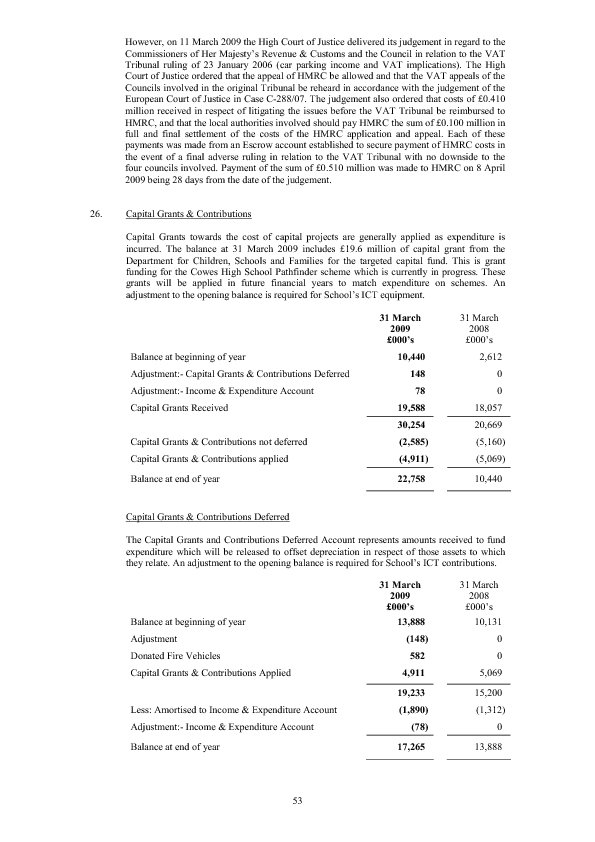 However, on 11 March 2009 the High Court of Justice delivered its judgement in regard to the
Commissioners of Her Majesty's Revenue & Customs and the Council in relation to the VAT
Tribunal ruling of 23 January 2006 (car parking income and VAT implications). The High
Court of Justice ordered that the appeal of HMRC be allowed and that the VAT appeals of the
Councils involved in the original Tribunal be reheard in accordance with the judgement of the
European Court of Justice in Case C-288/07. The judgement also ordered that costs of £0.410
million received in respect of litigating the issues before the VAT Tribunal be reimbursed to
HMRC, and that the local authorities involved should pay HMRC the sum of £0.100 million in
full and final settlement of the costs of the HMRC application and appeal. Each of these
payments was made from an Escrow account established to secure payment of HMRC costs in
the event of a final adverse ruling in relation to the VAT Tribunal with no downside to the
four councils involved. Payment of the sum of £0.510 million was made to HMRC on 8 April
2009 being 28 days from the date of the judgement.
26. Capital Grants & Contributions
Capital Grants towards the cost of capital projects are generally applied as expenditure is
incurred. The balance at 31 March 2009 includes £19.6 million of capital grant from the
Department for Children, Schools and Families for the targeted capital fund. This is grant
funding for the Cowes High School Pathfinder scheme which is currently in progress. These
grants will be applied in future financial years to match expenditure on schemes. An
adjustment to the opening balance is required for School's ICT equipment.
31 March 31 March
2009 2008
£000's £000's
Balance at beginning of year 10,440 2,612
Adjustment:- Capital Grants & Contributions Deferred 148 0
Adjustment:- Income & Expenditure Account 78 0
Capital Grants Received 19,588 18,057
30,254 20,669
Capital Grants & Contributions not deferred (2,585) (5,160)
Capital Grants & Contributions applied (4,911) (5,069)
Balance at end of year 22,758 10,440
Capital Grants & Contributions Deferred
The Capital Grants and Contributions Deferred Account represents amounts received to fund
expenditure which will be released to offset depreciation in respect of those assets to which
they relate. An adjustment to the opening balance is required for School's ICT contributions.
31 March 31 March
2009 2008
£000's £000's
Balance at beginning of year 13,888 10,131
Adjustment (148) 0
Donated Fire Vehicles 582 0
Capital Grants & Contributions Applied 4,911 5,069
19,233 15,200
Less: Amortised to Income & Expenditure Account (1,890) (1,312)
Adjustment:- Income & Expenditure Account (78) 0
Balance at end of year 17,265 13,888
53